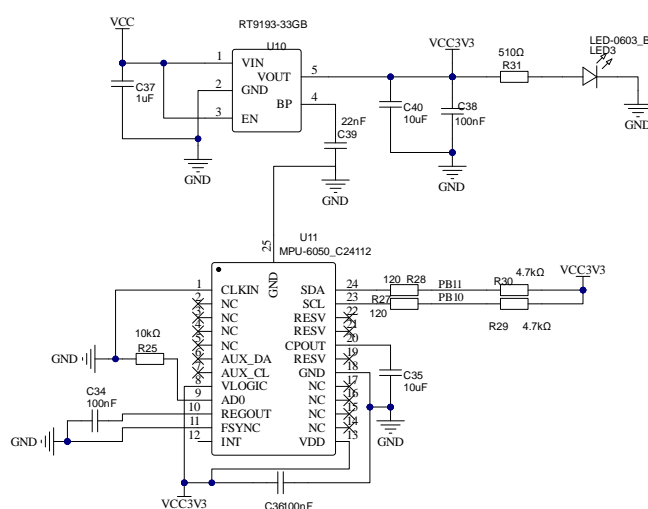 RT9193-33GB
VCC
U10
VCC3V3
510Ω
R31
LED-0603_B
LED3
1
VIN
VOUT
5
C37
1uF
2
GND
BP
4
C40
10uF
C38
100nF
3
EN
22nF
C39
GND
GND
GND
GND
25
U11
MPU-6050_C24112
GND
1
CLKIN
SDA
24
120
R28
PB11
R30
4.7kΩ
VCC3V3
2
NC
SCL
23
R27
120
PB10
R29
4.7kΩ
3
NC
RESV
22
4
NC
RESV
21
5
NC
CPOUT
20
10kΩ
R25
GND
6
AUX_DA
RESV
19
7
AUX_CL
GND
18
C35
10uF
8
VLOGIC
NC
17
C34
100nF
9
AD0
NC
16
10
REGOUT
NC
15
GND
11
FSYNC
NC
14
GND
12
INT
VDD
13
VCC3V3
C36
100nF